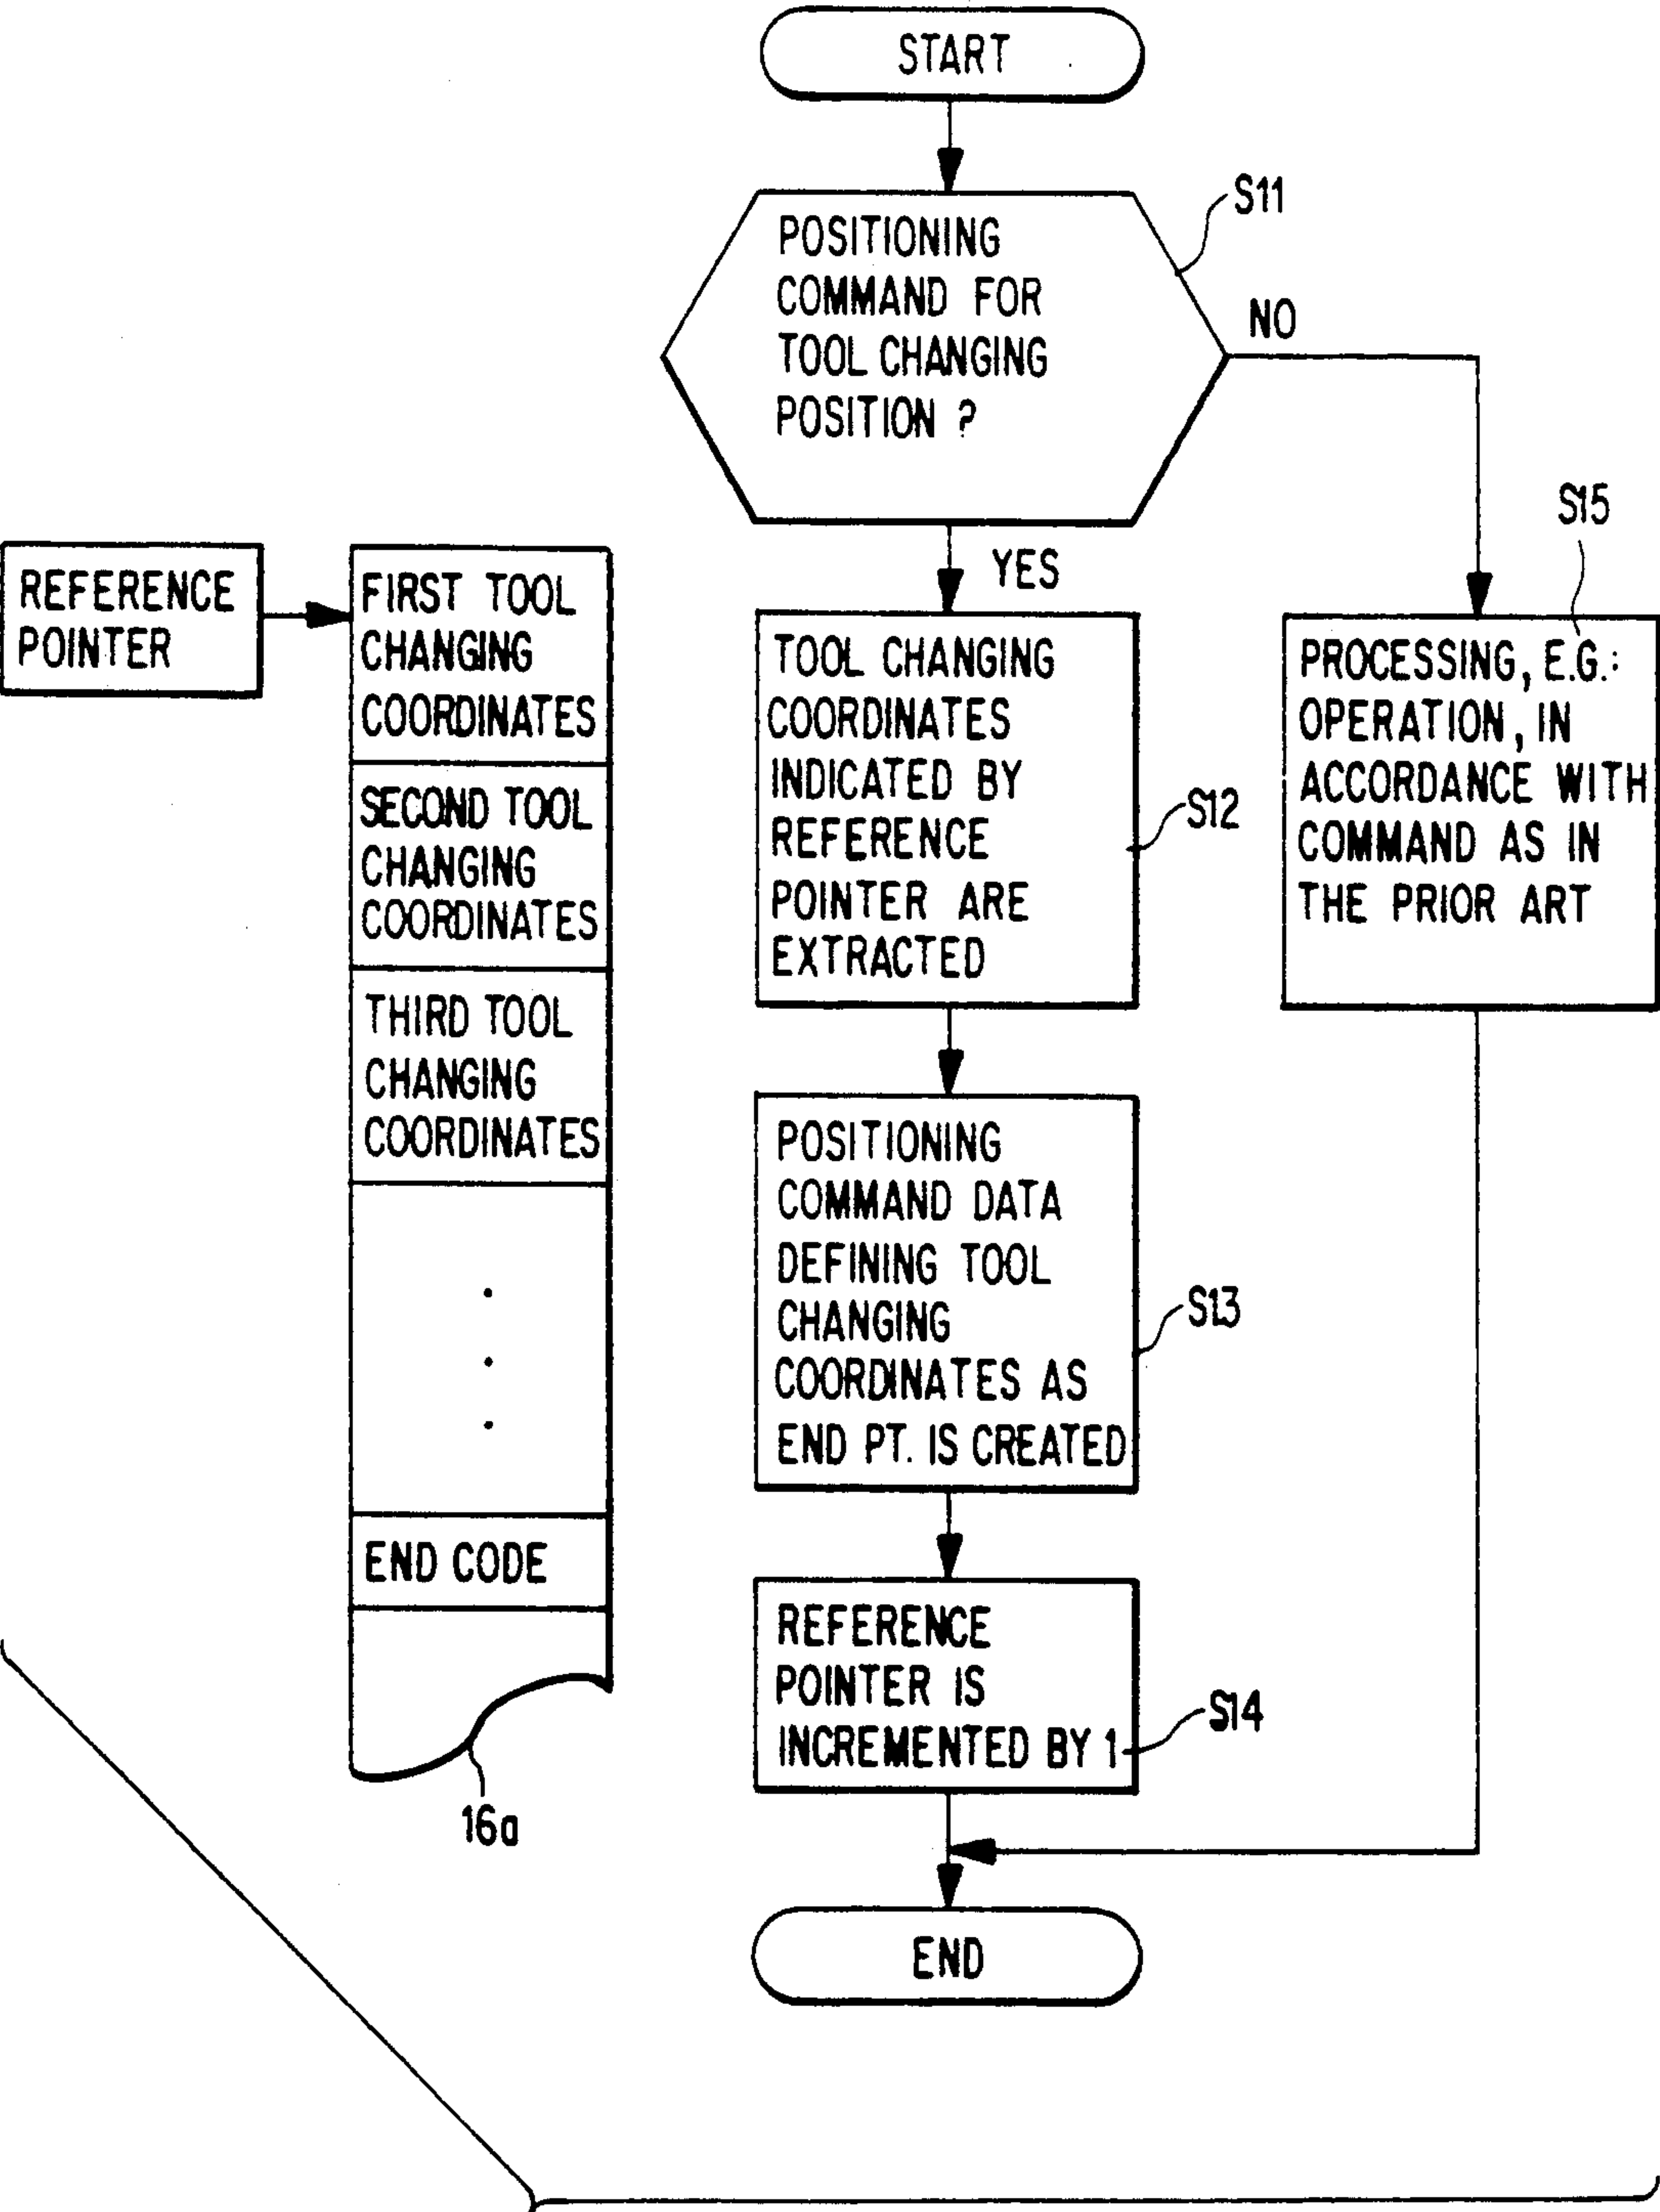 START
POSITIONING
COMMAND FOR
TOOL CHANGING
POSITION ?
S11
NO
YES
REFERENCE
POINTER
FIRST TOOL
CHANGING
COORDINATES
SECOND TOOL
CHANGING
COORDINATES
THIRD TOOL
CHANGING
COORDINATES
END CODE
16a
TOOL CHANGING
COORDINATES
INDICATED BY
REFERENCE
POINTER ARE
EXTRACTED
S12
S15
PROCESSING, E.G.:
OPERATION, IN
ACCORDANCE WITH
COMMAND AS IN
THE PRIOR ART
POSITIONING
COMMAND DATA
DEFINING TOOL
CHANGING
COORDINATES AS
END PT. IS CREATED
S13
REFERENCE
POINTER IS
INCREMENTED BY 1
S14
END